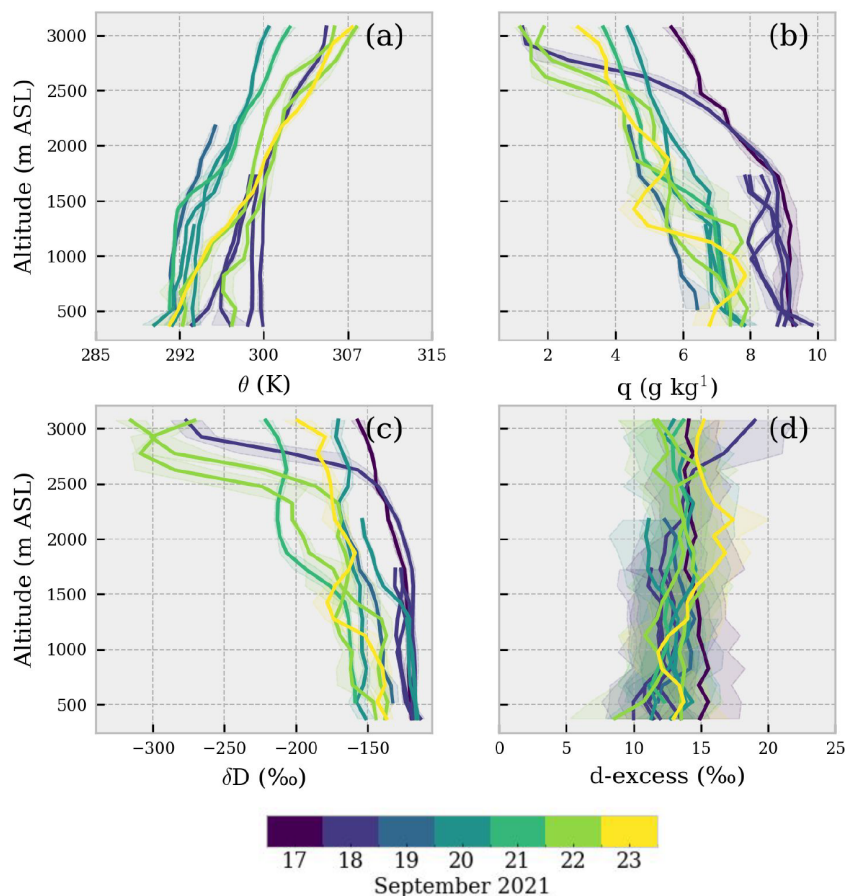 (a)
(b)
Altitude (m ASL)
3000
2500
2000
1500
1000
500
285 292 300 307 315
θ (K)
2 4 6 8 10
q (g kg¹)
(c)
(d)
Altitude (m ASL)
3000
2500
2000
1500
1000
500
−300 −200 −150
δD (‰)
0 5 10 15 20 25
d-excess (‰)
17 18 19 20 21 22 23
September 2021